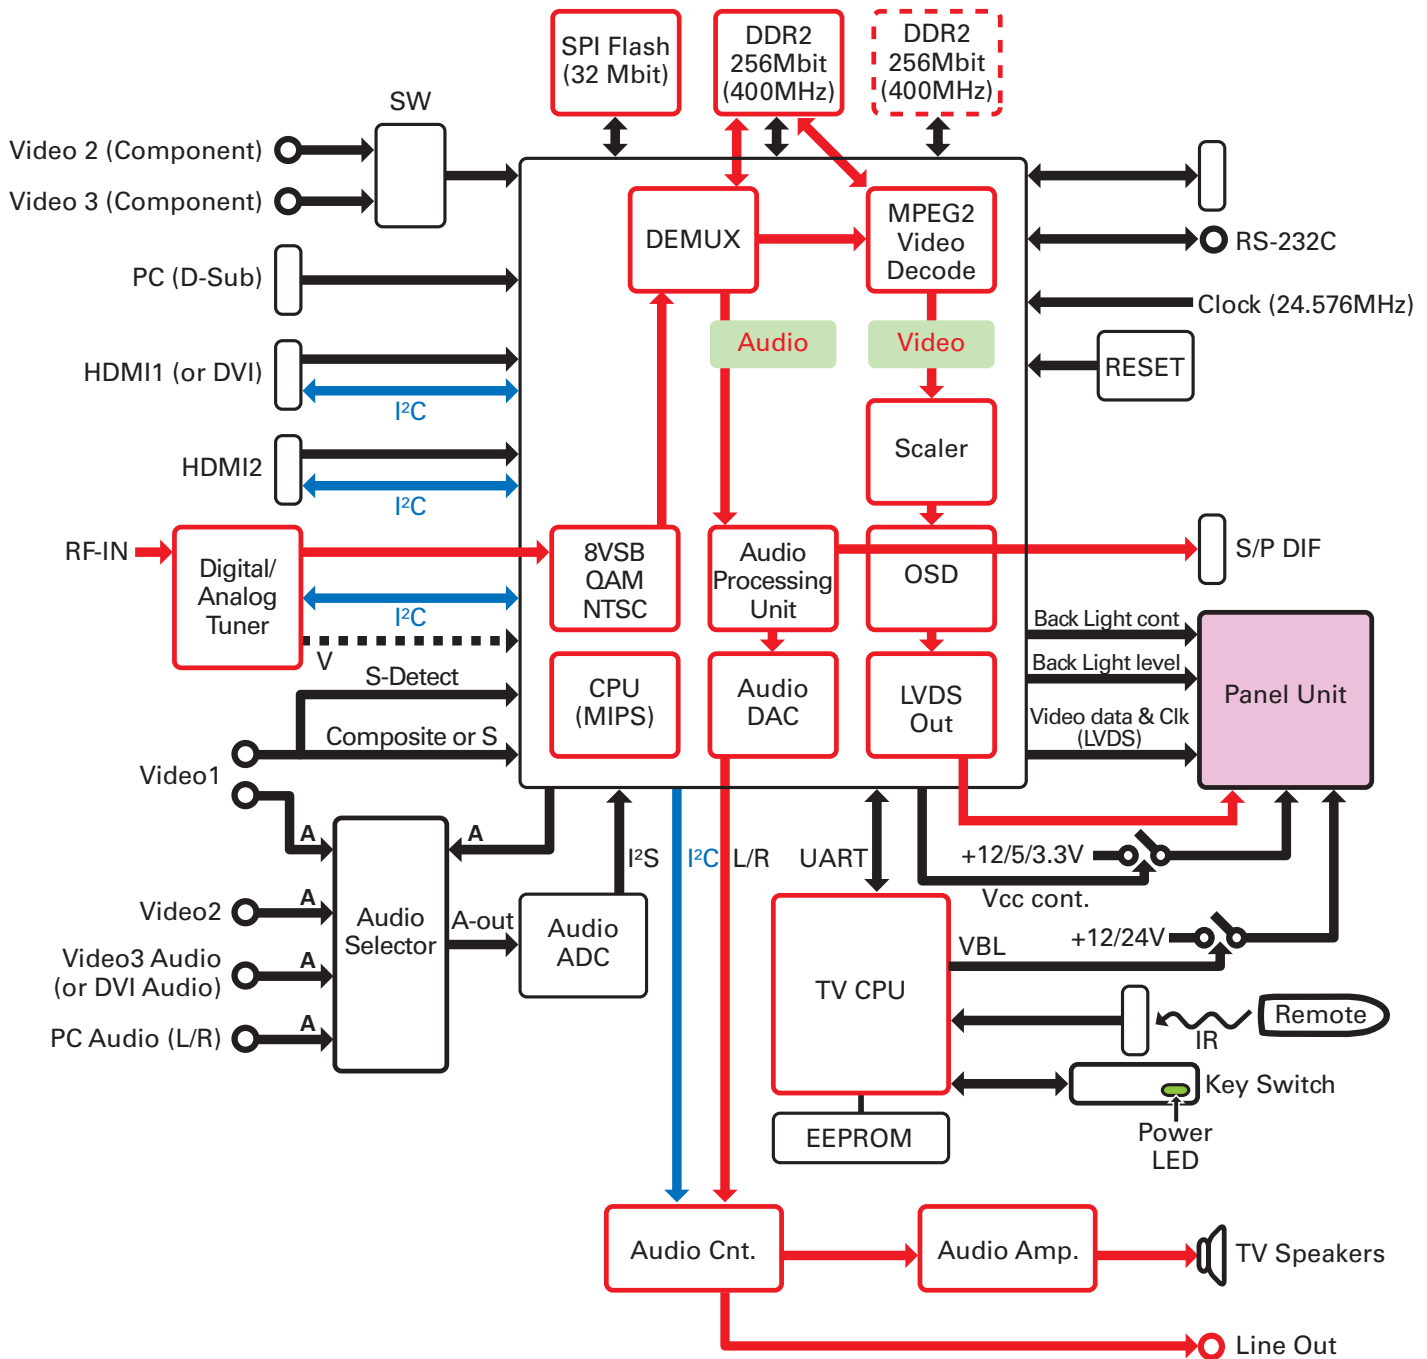 SPI Flash
(32 Mbit)
DDR2
256Mbit
(400MHz)
DDR2
256Mbit
(400MHz)
SW
Video 2 (Component)
Video 3 (Component)
PC (D-Sub)
HDMI1 (or DVI)
I²C
HDMI2
I²C
RF-IN
Digital/
Analog
Tuner
I²C
V
S-Detect
Composite or S
Video1
DEMUX
MPEG2
Video
Decode
Audio
Video
Scaler
8VSB
QAM
NTSC
Audio
Processing
Unit
OSD
CPU
(MIPS)
Audio
DAC
LVDS
Out
RS-232C
Clock (24.576MHz)
RESET
S/P DIF
Back Light cont
Back Light level
Video data & Clk
(LVDS)
Panel Unit
A
A
Video2
A
Video3 Audio
(or DVI Audio)
A
PC Audio (L/R)
A
Audio
Selector
A-out
Audio
ADC
I²S
I²C
L/R
UART
+12/5/3.3V
Vcc cont.
+12/24V
VBL
TV CPU
IR
Remote
Key Switch
Power
LED
EEPROM
Audio Cnt.
Audio Amp.
TV Speakers
Line Out